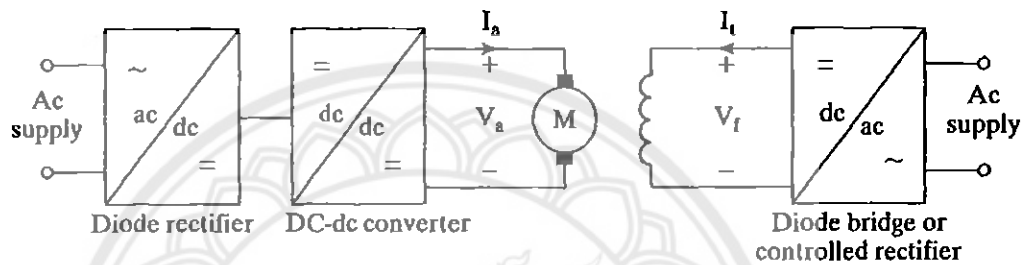 Ac
supply
~
ac
dc
=
Diode rectifier
=
dc
dc
=
DC-dc converter
Ia
+
Va
−
M
It
+
Vf
−
=
dc
ac
~
Diode bridge or
controlled rectifier
Ac
supply